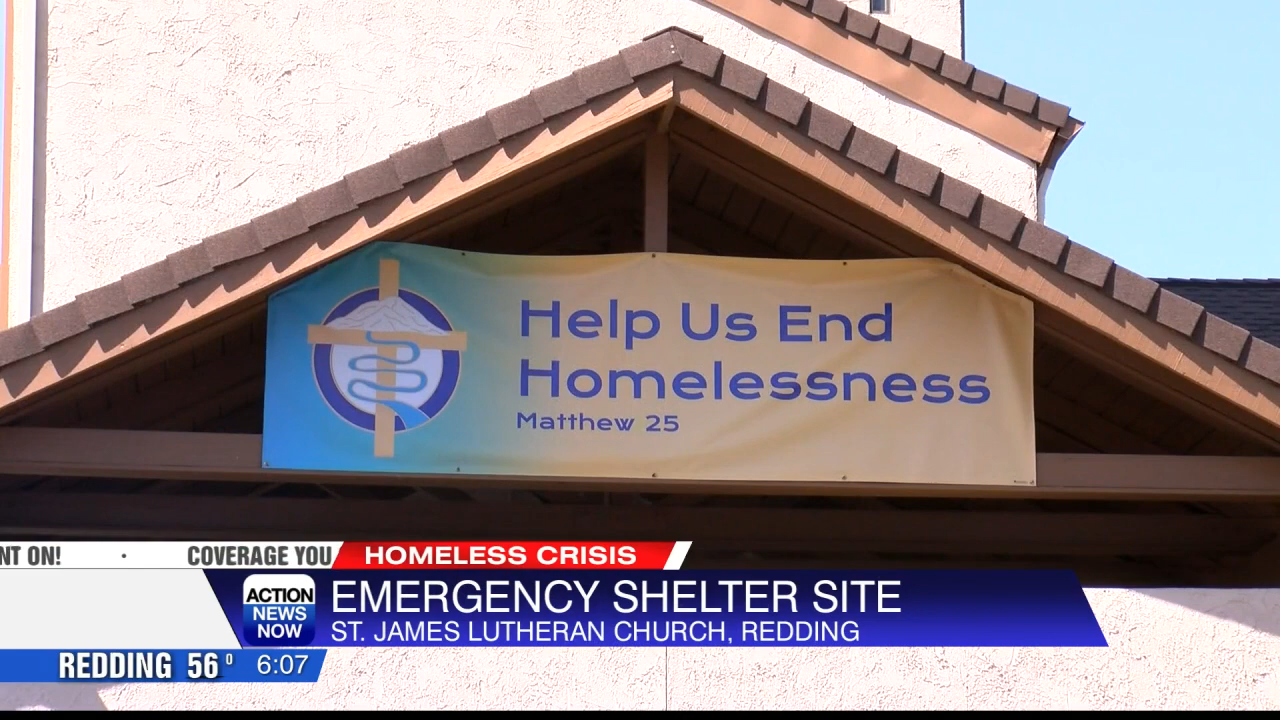 Help Us End
Homelessness
Matthew 25
NT ON! · COVERAGE YOU
HOMELESS CRISIS
ACTION
NEWS
NOW
EMERGENCY SHELTER SITE
ST. JAMES LUTHERAN CHURCH, REDDING
REDDING 56° 6:07